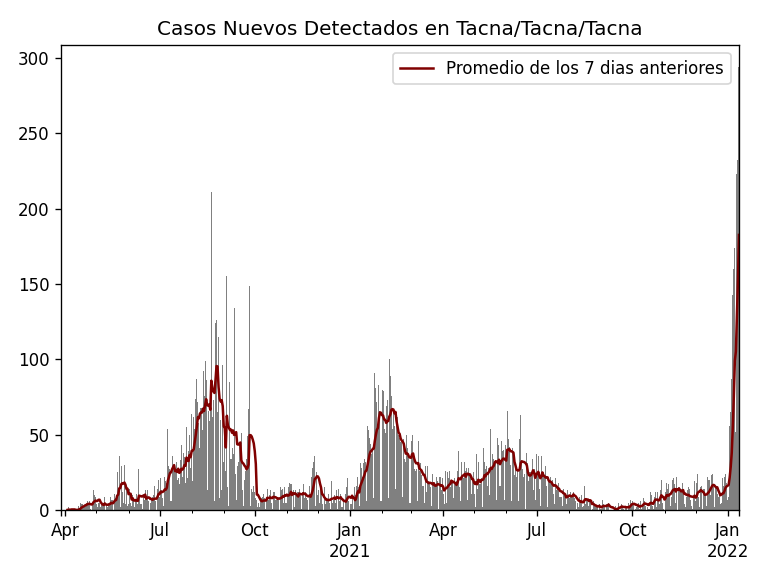 Casos Nuevos Detectados en Tacna/Tacna/Tacna
Promedio de los 7 dias anteriores
300
250
200
150
100
50
0
Apr Jul Oct Jan Apr Jul Oct Jan
2021 2022